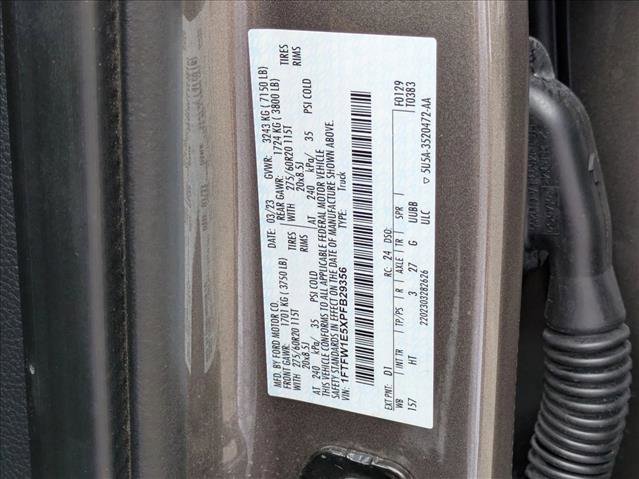 MFD. BY FORD MOTOR CO.
DATE: 03/23 GVWR: 3243 KG ( 7150 LB)
FRONT GAWR: 1701 KG ( 3750 LB) REAR GAWR: 1724 KG ( 3800 LB)
WITH 275/60R20 115T TIRES WITH 275/60R20 115T TIRES
20x8.5J RIMS 20x8.5J RIMS
AT 240 kPa/ 35 PSI COLD AT 240 kPa/ 35 PSI COLD
THIS VEHICLE CONFORMS TO ALL APPLICABLE FEDERAL MOTOR VEHICLE
SAFETY STANDARDS IN EFFECT ON THE DATE OF MANUFACTURE SHOWN ABOVE.
VIN: 1FTFW1E5XPFB29356 TYPE: Truck
F0129
T0383
EXT PNT: D1 RC: 24 DSO:
WB INT TR TP/PS R AXLE TR SPR
157 HT 3 27 G UUBB
2202303282626 ULC ▽ 5U5A-3520472-AA